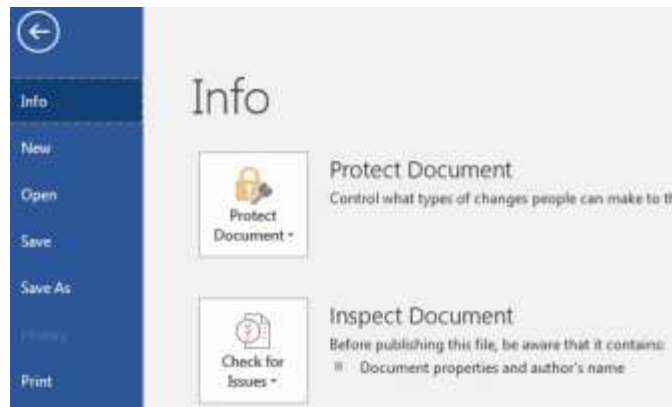 Info
New
Open
Save
Save As
History
Print
Info
Protect
Document
Protect Document
Control what types of changes people can make to th
Check for
Issues
Inspect Document
Before publishing this file, be aware that it contains:
Document properties and author's name